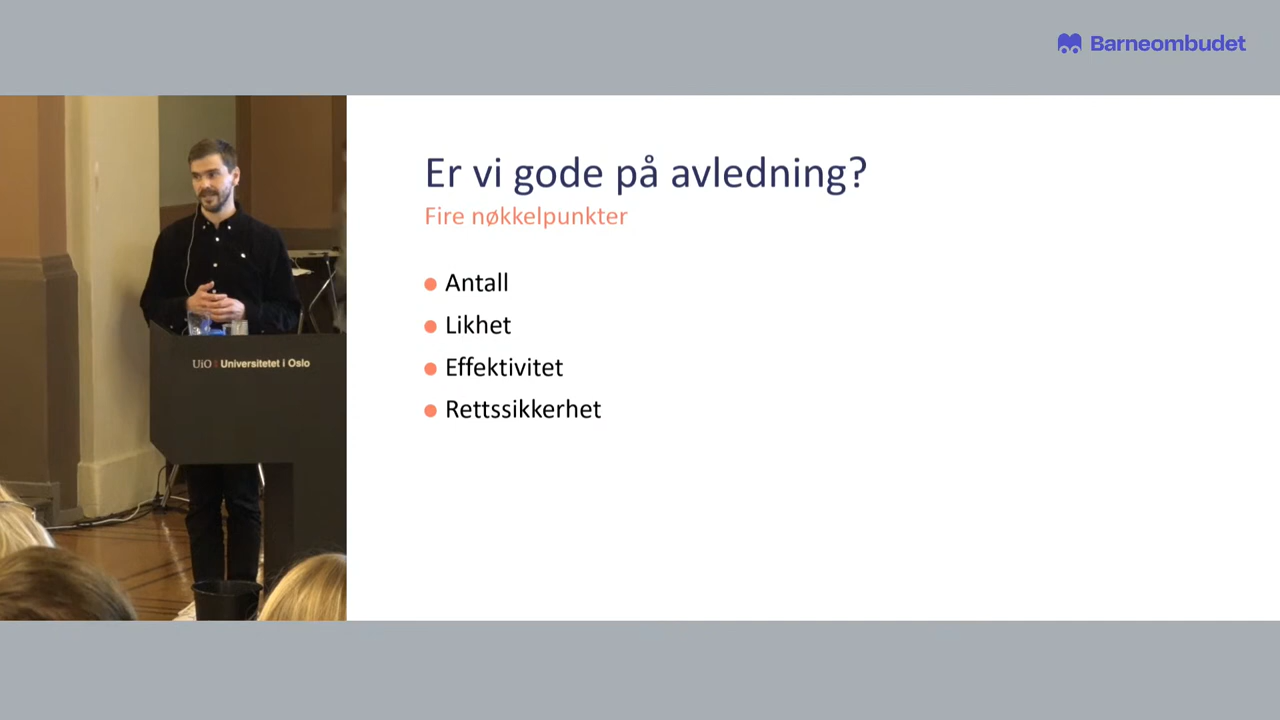 Barneombudet
Er vi gode på avledning?
Fire nøkkelpunkter
Antall
Likhet
Effektivitet
Rettssikkerhet
UiO Universitetet i Oslo